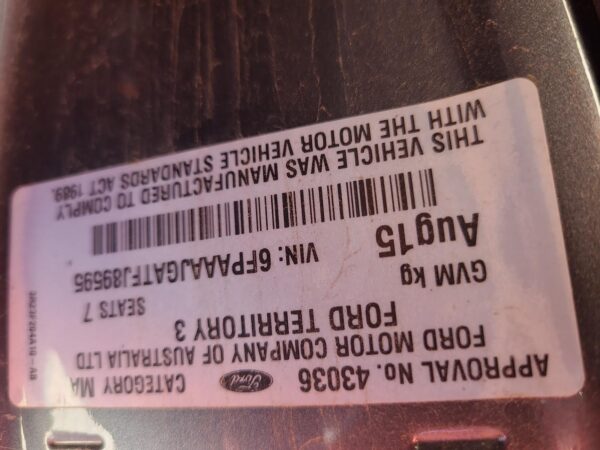 APPROVAL No. 43036 Ford CATEGORY MA
FORD MOTOR COMPANY OF AUSTRALIA LTD
FORD TERRITORY 3
GVM kg SEATS 7
Aug15 VIN: 6FPAAAJGATFJ89595
THIS VEHICLE WAS MANUFACTURED TO COMPLY
WITH THE MOTOR VEHICLE STANDARDS ACT 1989.